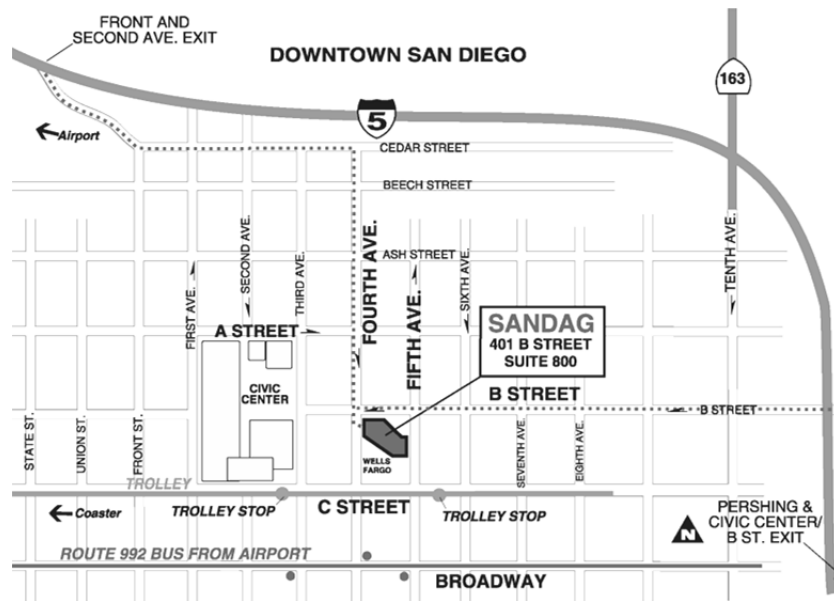 FRONT AND
SECOND AVE. EXIT
DOWNTOWN SAN DIEGO
163
5
Airport
CEDAR STREET
BEECH STREET
ASH STREET
FIRST AVE.
SECOND AVE.
THIRD AVE.
FOURTH AVE.
FIFTH AVE.
SIXTH AVE.
TENTH AVE.
A STREET
SANDAG
401 B STREET
SUITE 800
CIVIC
CENTER
B STREET
B STREET
STATE ST.
UNION ST.
FRONT ST.
WELLS
FARGO
SEVENTH AVE.
EIGHTH AVE.
TROLLEY
Coaster
TROLLEY STOP
C STREET
TROLLEY STOP
N
PERSHING &
CIVIC CENTER/
B ST. EXIT
ROUTE 992 BUS FROM AIRPORT
BROADWAY